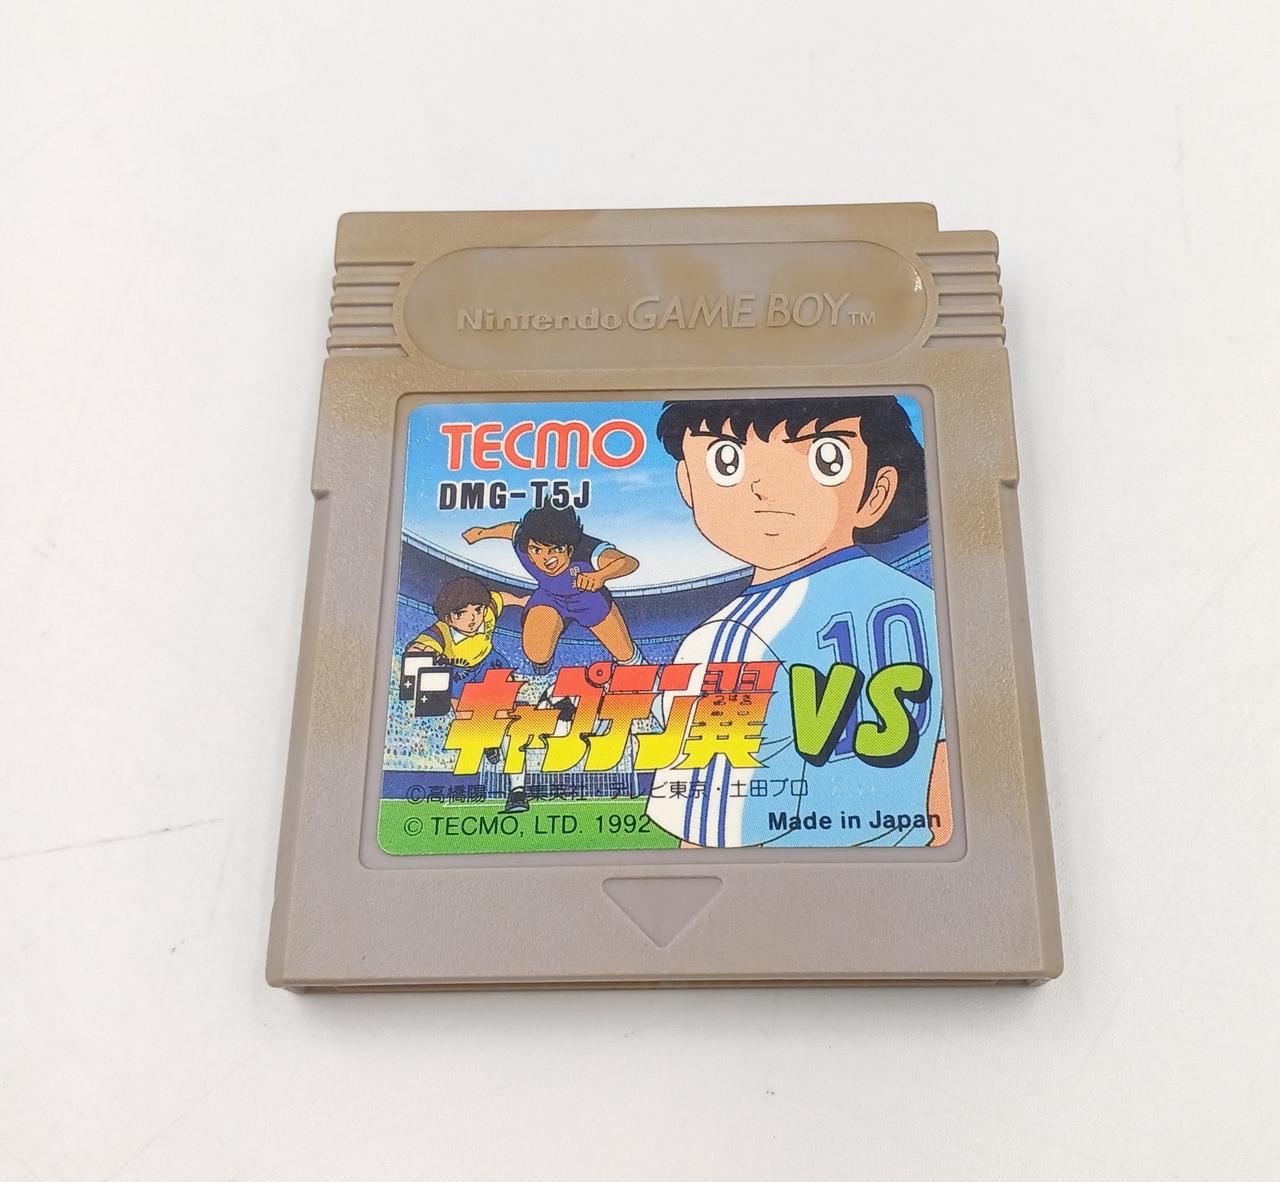 Nintendo GAME BOY™
TECMO
DMG-T5J
10
キャプテン翼 VS
つばさ
©高橋陽一・集英社・テレビ東京・土田プロ
© TECMO, LTD. 1992
Made in Japan